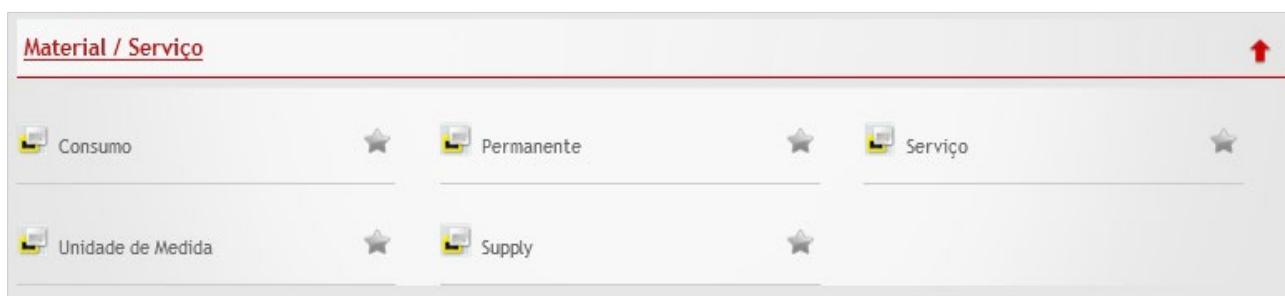 Material / Serviço
Consumo
Permanente
Serviço
Unidade de Medida
Supply